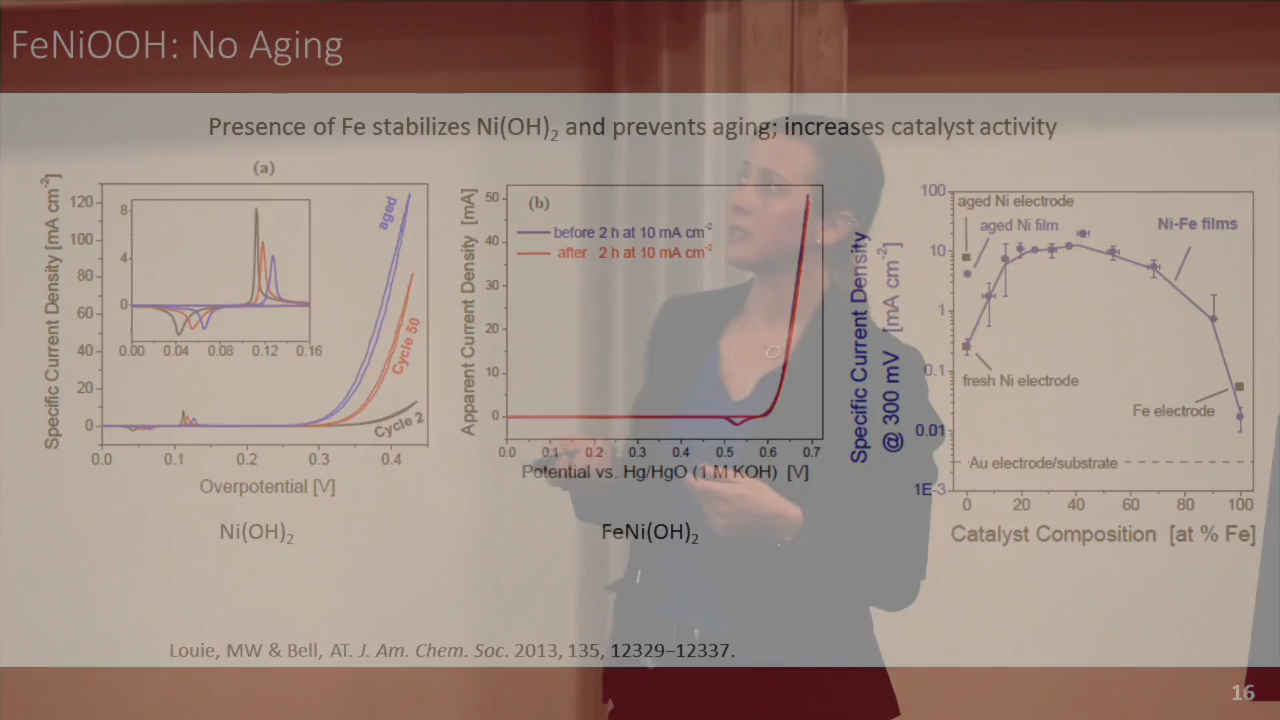 FeNiOOH: No Aging
Presence of Fe stabilizes Ni(OH)2 and prevents aging; increases catalyst activity
(a)
Specific Current Density [mA cm-2]
120
100
80
60
40
20
0
8
4
0
0.00 0.04 0.08 0.12 0.16
aged
Cycle 50
Cycle 2
0.0 0.1 0.2 0.3 0.4
Overpotential [V]
Ni(OH)2
(b)
Apparent Current Density [mA]
50
40
30
20
10
0
before 2 h at 10 mA cm-2
after 2 h at 10 mA cm-2
0.0 0.1 0.2 0.3 0.4 0.5 0.6 0.7
Potential vs. Hg/HgO (1 M KOH) [V]
FeNi(OH)2
Specific Current Density
@ 300 mV [mA cm-2]
100
10
1
0.1
0.01
1E-3
aged Ni electrode
aged Ni film
Ni-Fe films
fresh Ni electrode
Fe electrode
Au electrode/substrate
0 20 40 60 80 100
Catalyst Composition [at % Fe]
Louie, MW & Bell, AT. J. Am. Chem. Soc. 2013, 135, 12329–12337.
16